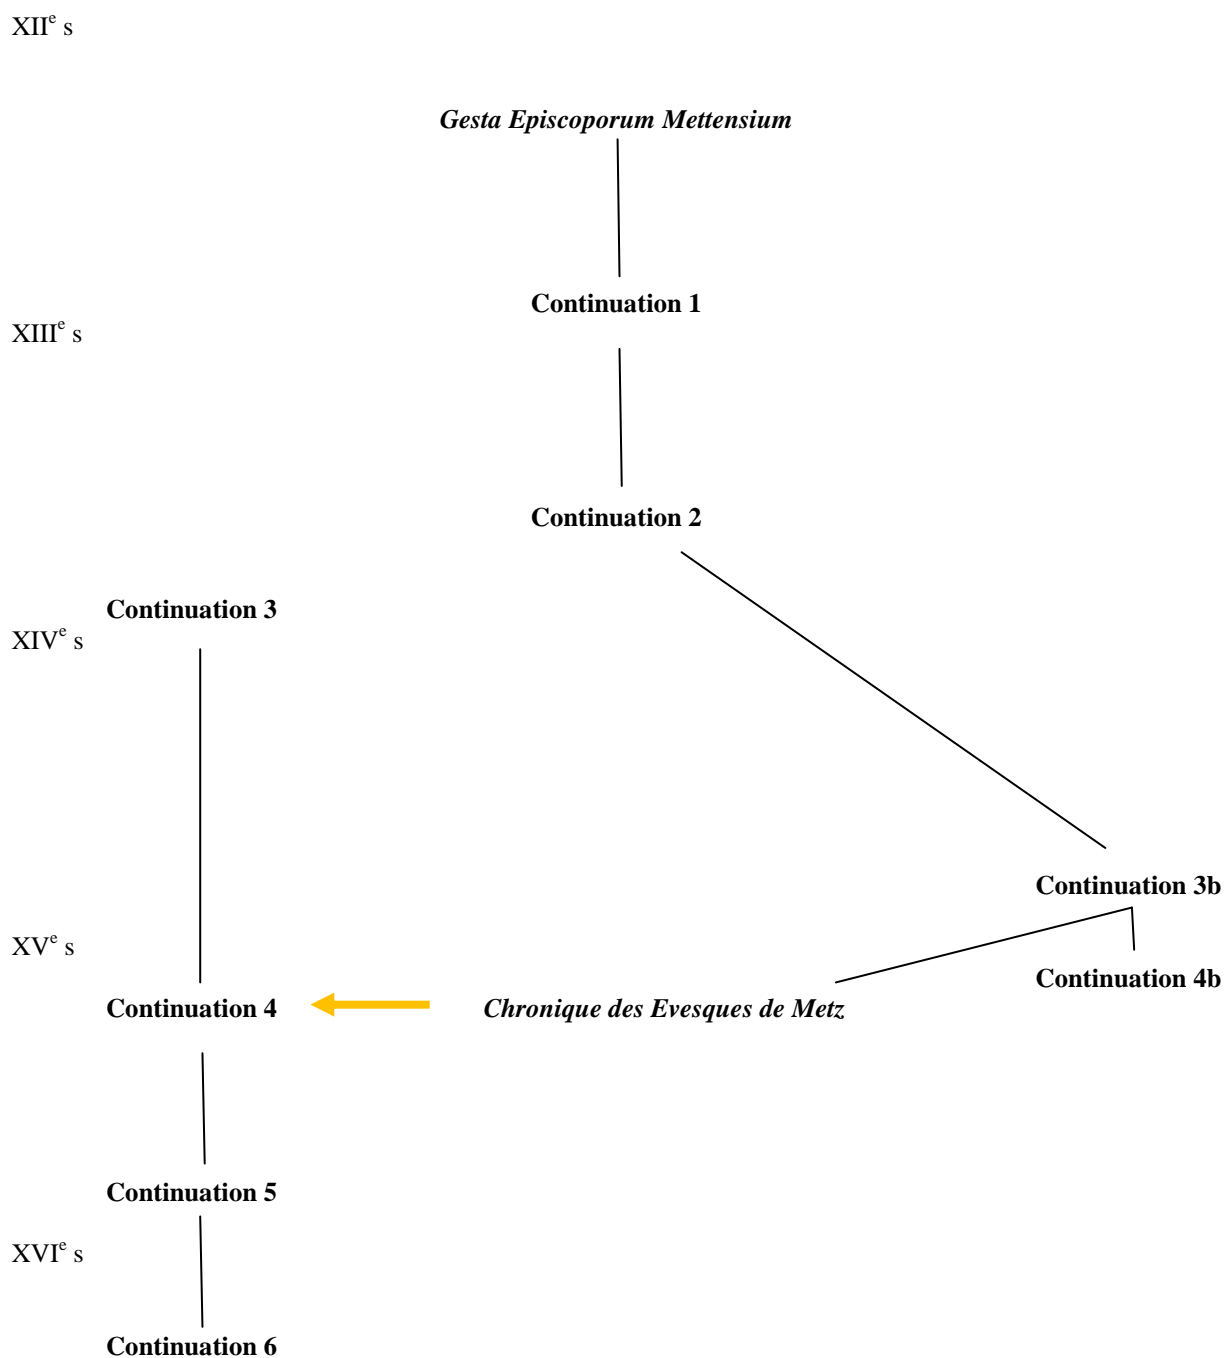 XIIᵉ s
Gesta Episcoporum Mettensium
Continuation 1
XIIIᵉ s
Continuation 2
Continuation 3
XIVᵉ s
Continuation 3b
XVᵉ s
Continuation 4b
Continuation 4
Chronique des Evesques de Metz
Continuation 5
XVIᵉ s
Continuation 6